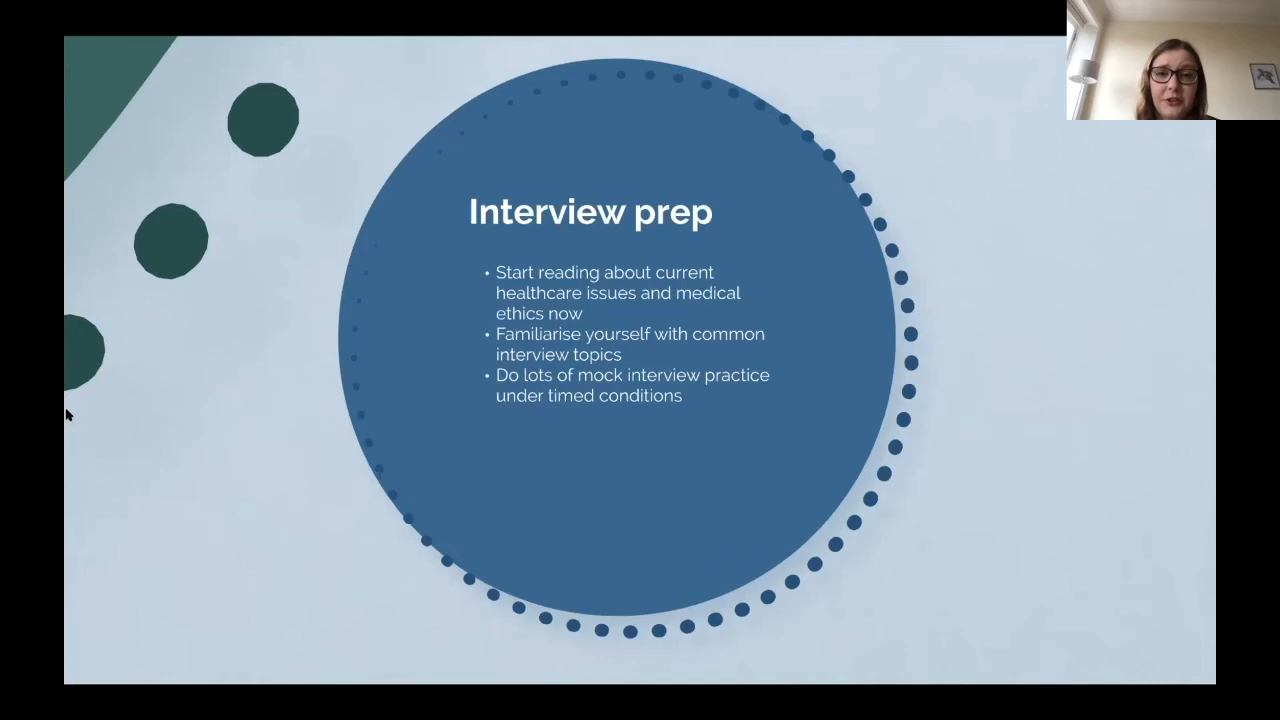 Interview prep
• Start reading about current
healthcare issues and medical
ethics now
• Familiarise yourself with common
interview topics
• Do lots of mock interview practice
under timed conditions